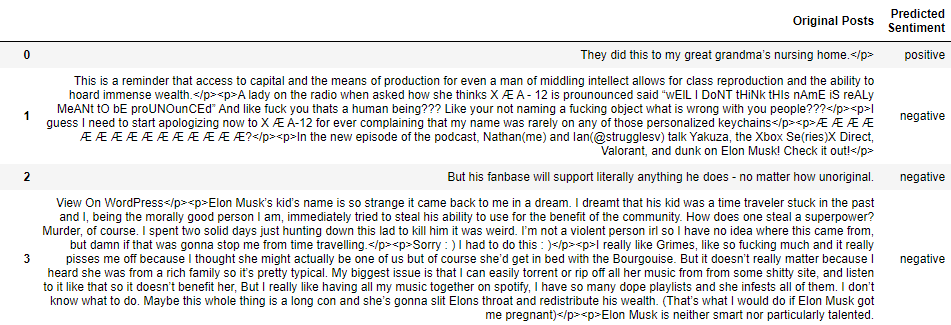 Original Posts Predicted Sentiment
0 They did this to my great grandma's nursing home.</p> positive
This is a reminder that access to capital and the means of production for even a man of middling intellect allows for class reproduction and the ability to
hoard immense wealth.</p><p>A lady on the radio when asked how she thinks X Æ A - 12 is prounounced said “wElL I DoNT tHiNk tHIs nAmE iS reALy
MeANt tO bE proUNOunCEd” And like fuck you thats a human being??? Like your not naming a fucking object what is wrong with you people???</p><p>I
1 guess I need to start apologizing now to X Æ A-12 for ever complaining that my name was rarely on any of those personalized keychains</p><p>Æ Æ Æ Æ negative
Æ Æ Æ Æ Æ Æ Æ Æ Æ Æ Æ Æ?</p><p>In the new episode of the podcast, Nathan(me) and Ian(@strugglesv) talk Yakuza, the Xbox Se(ries)X Direct,
Valorant, and dunk on Elon Musk! Check it out!</p>
2 But his fanbase will support literally anything he does - no matter how unoriginal. negative
View On WordPress</p><p>Elon Musk's kid's name is so strange it came back to me in a dream. I dreamt that his kid was a time traveler stuck in the past
and I, being the morally good person I am, immediately tried to steal his ability to use for the benefit of the community. How does one steal a superpower?
Murder, of course. I spent two solid days just hunting down this lad to kill him it was weird. I'm not a violent person irl so I have no idea where this came from,
but damn if that was gonna stop me from time travelling.</p><p>Sorry : ) I had to do this : )</p><p>I really like Grimes, like so fucking much and it really
3 pisses me off because I thought she might actually be one of us but of course she'd get in bed with the Bourgouise. But it doesn't really matter because I negative
heard she was from a rich family so it's pretty typical. My biggest issue is that I can easily torrent or rip off all her music from from some shitty site, and listen
to it like that so it doesn't benefit her, But I really like having all my music together on spotify, I have so many dope playlists and she infests all of them. I don't
know what to do. Maybe this whole thing is a long con and she's gonna slit Elons throat and redistribute his wealth. (That's what I would do if Elon Musk got
me pregnant)</p><p>Elon Musk is neither smart nor particularly talented.